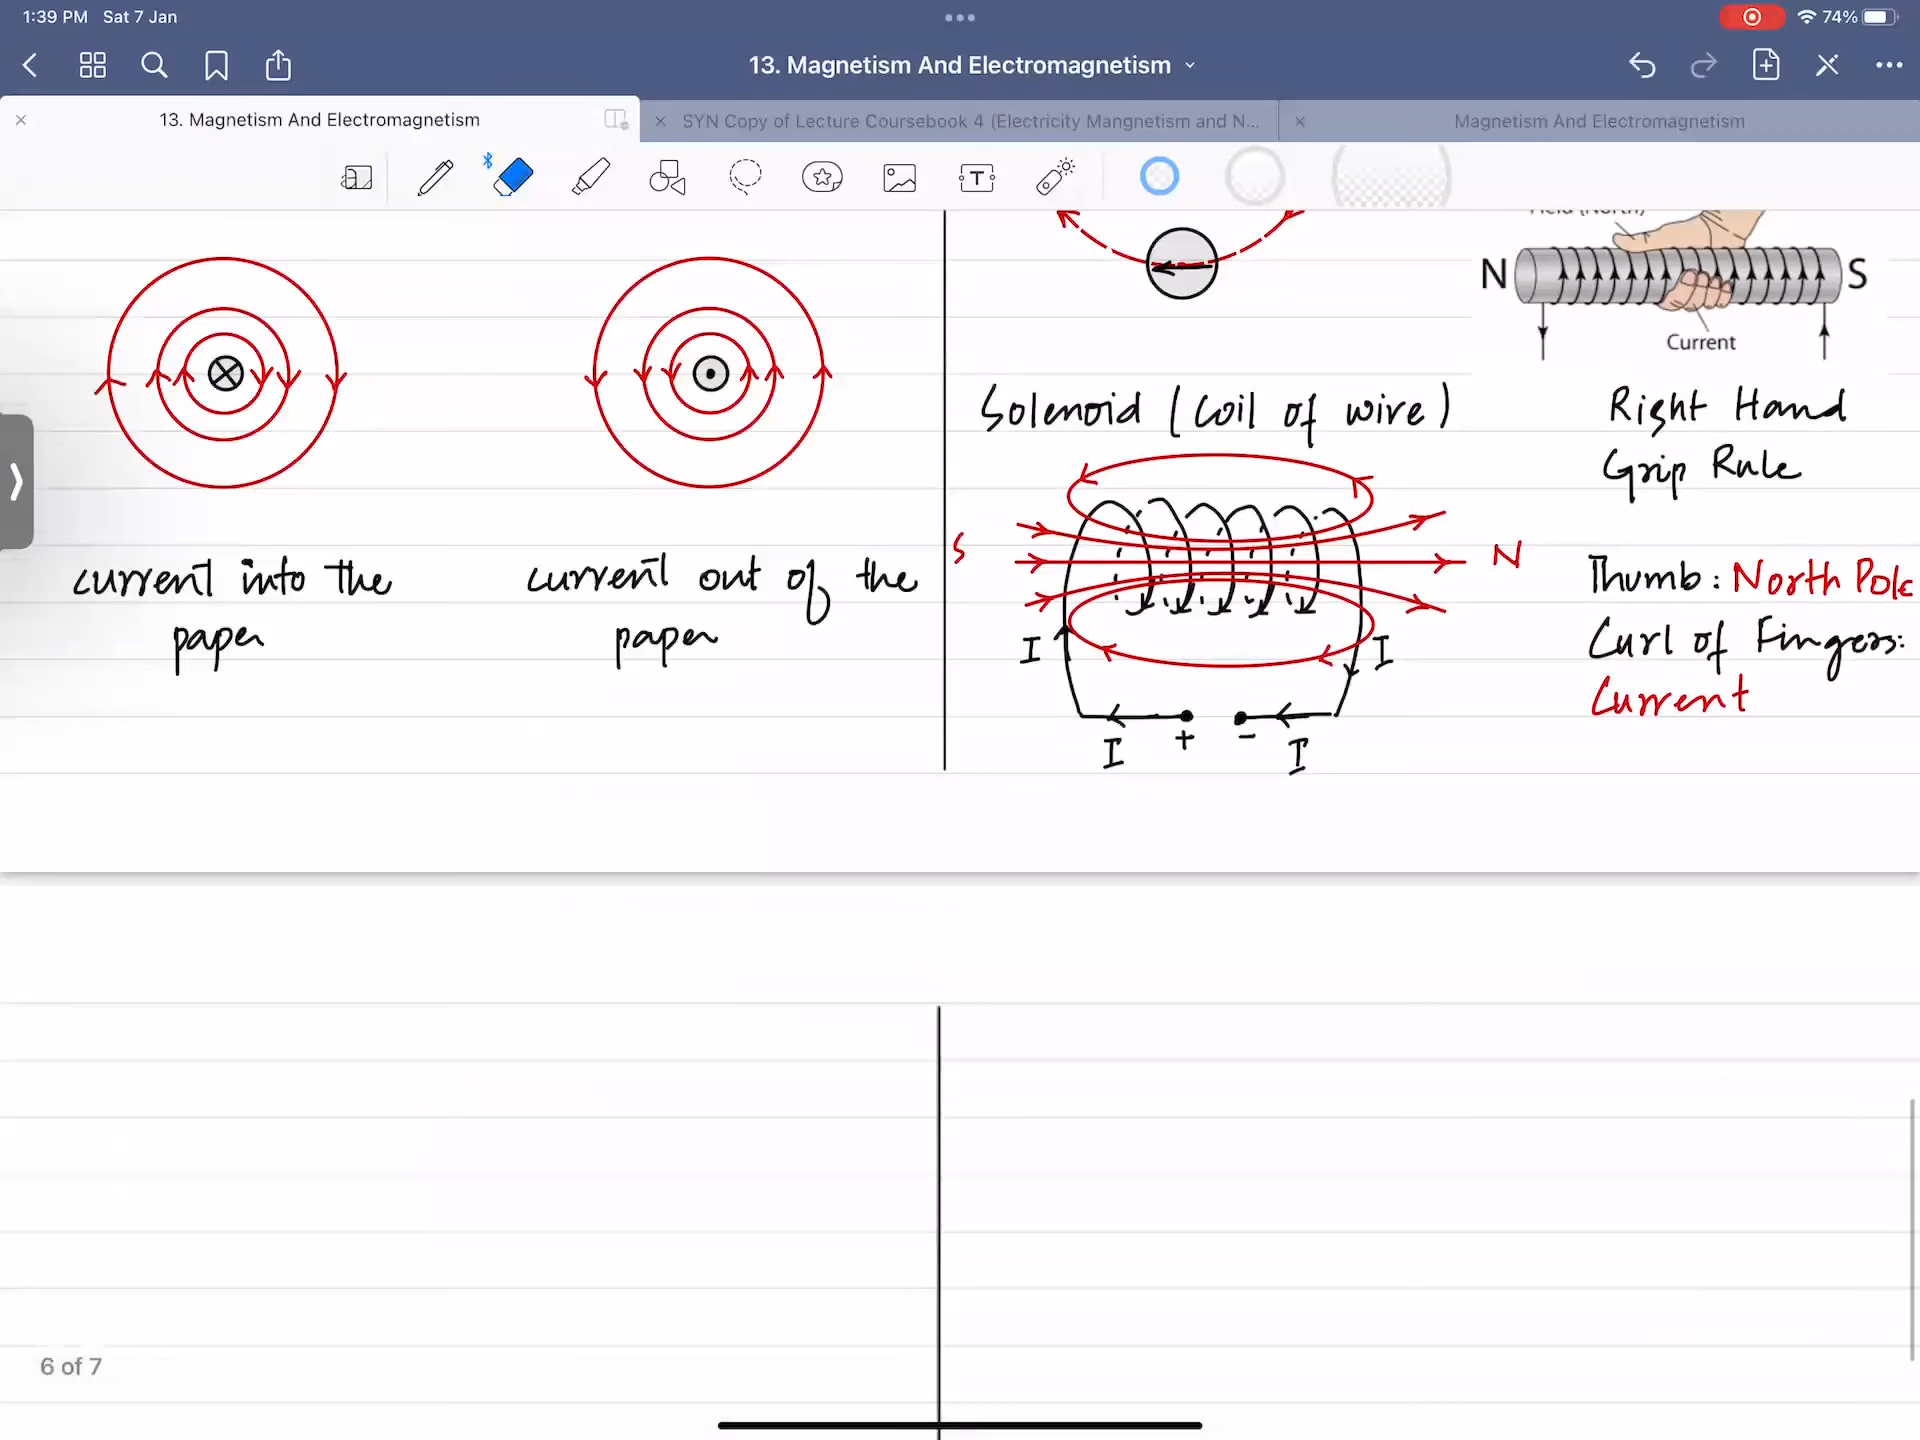 1:39 PM Sat 7 Jan
74%
13. Magnetism And Electromagnetism
13. Magnetism And Electromagnetism
SYN Copy of Lecture Coursebook 4 (Electricity Mangnetism and N...
Magnetism And Electromagnetism
T
Field (North)
N
S
Current
Solenoid (coil of wire)
Right Hand
Grip Rule
S
N
current into the
paper
current out of the
paper
Thumb: North Pole
Curl of Fingers:
Current
I
I
I
+
-
I
6 of 7